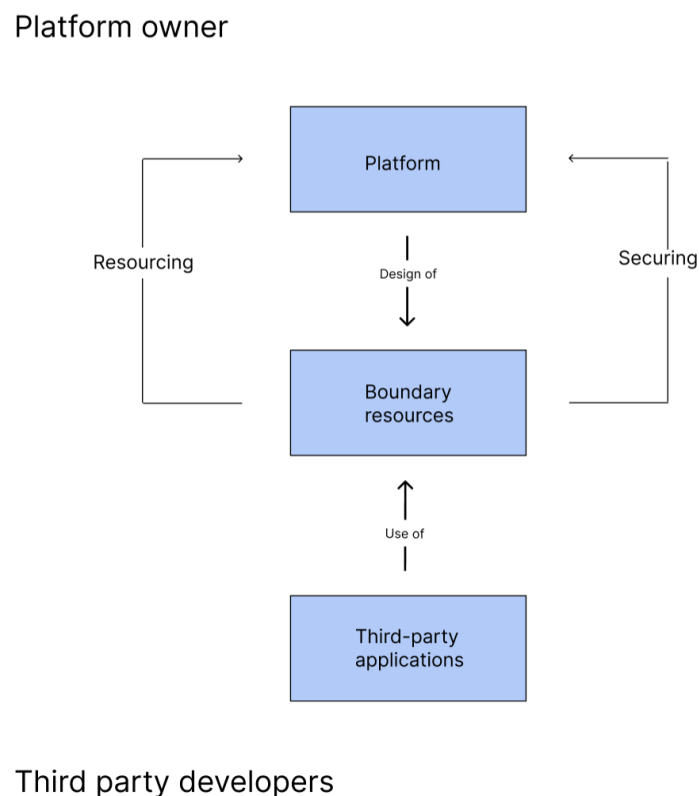 Platform owner
Platform
Resourcing
Securing
Design of
Boundary
resources
Use of
Third-party
applications
Third party developers